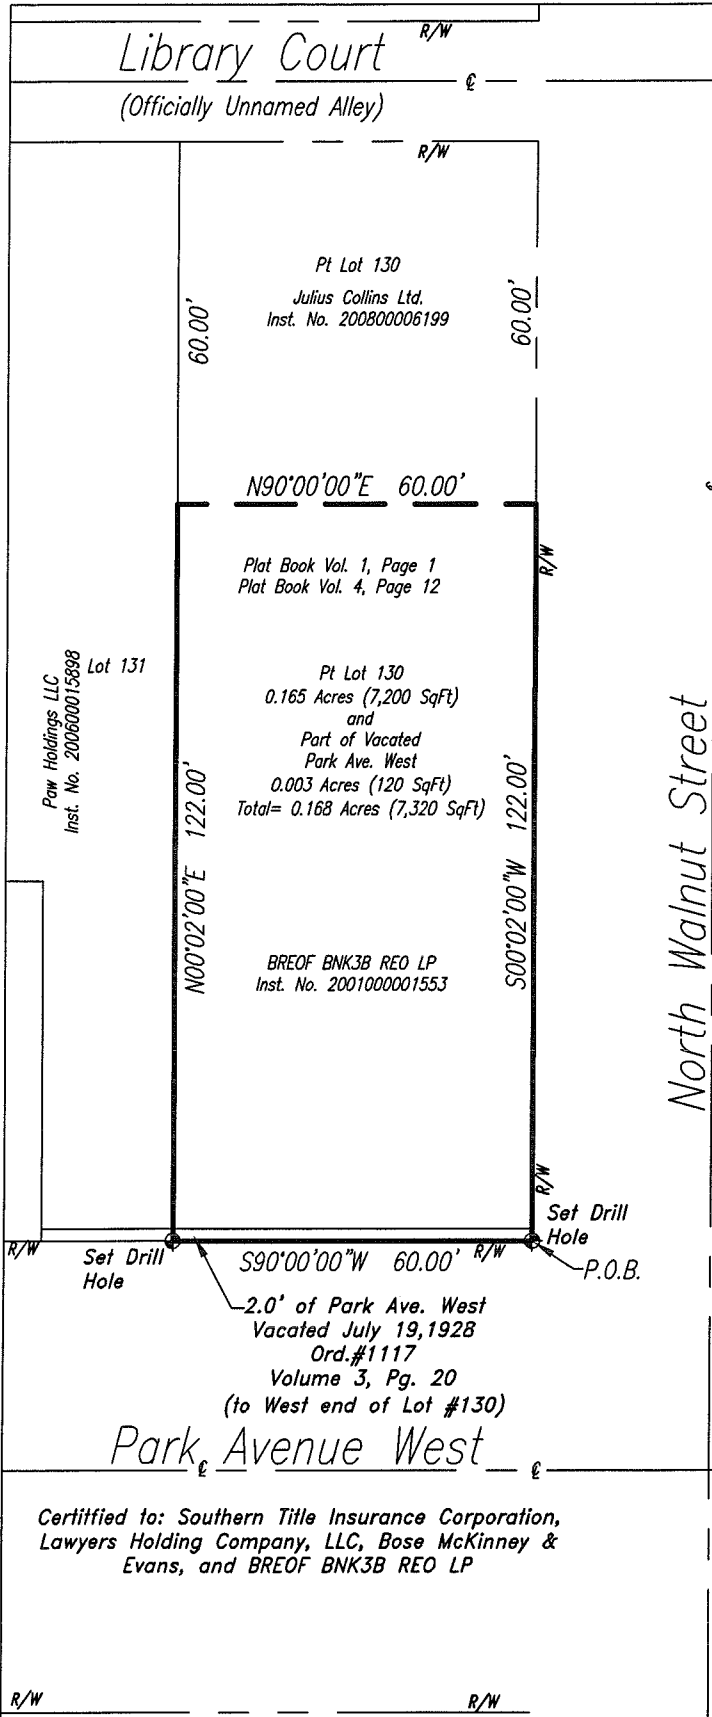 R/W
Library Court
℄
(Officially Unnamed Alley)
R/W
Pt Lot 130
Julius Collins Ltd.
Inst. No. 200800006199
60.00'
60.00'
N90°00'00"E 60.00'
℄
R/W
Plat Book Vol. 1, Page 1
Plat Book Vol. 4, Page 12
Paw Holdings LLC
Inst. No. 200600015898
Lot 131
Pt Lot 130
0.165 Acres (7,200 SqFt)
and
Part of Vacated
Park Ave. West
0.003 Acres (120 SqFt)
Total= 0.168 Acres (7,320 SqFt)
N00°02'00"E 122.00'
S00°02'00"W 122.00'
North Walnut Street
BREOF BNK3B REO LP
Inst. No. 2001000001553
R/W
Set Drill
Hole
R/W
Set Drill
Hole
S90°00'00"W 60.00'
R/W
P.O.B.
2.0' of Park Ave. West
Vacated July 19,1928
Ord.#1117
Volume 3, Pg. 20
(to West end of Lot #130)
Park Avenue West
℄
℄
Certitfied to: Southern Title Insurance Corporation,
Lawyers Holding Company, LLC, Bose McKinney &
Evans, and BREOF BNK3B REO LP
R/W
R/W